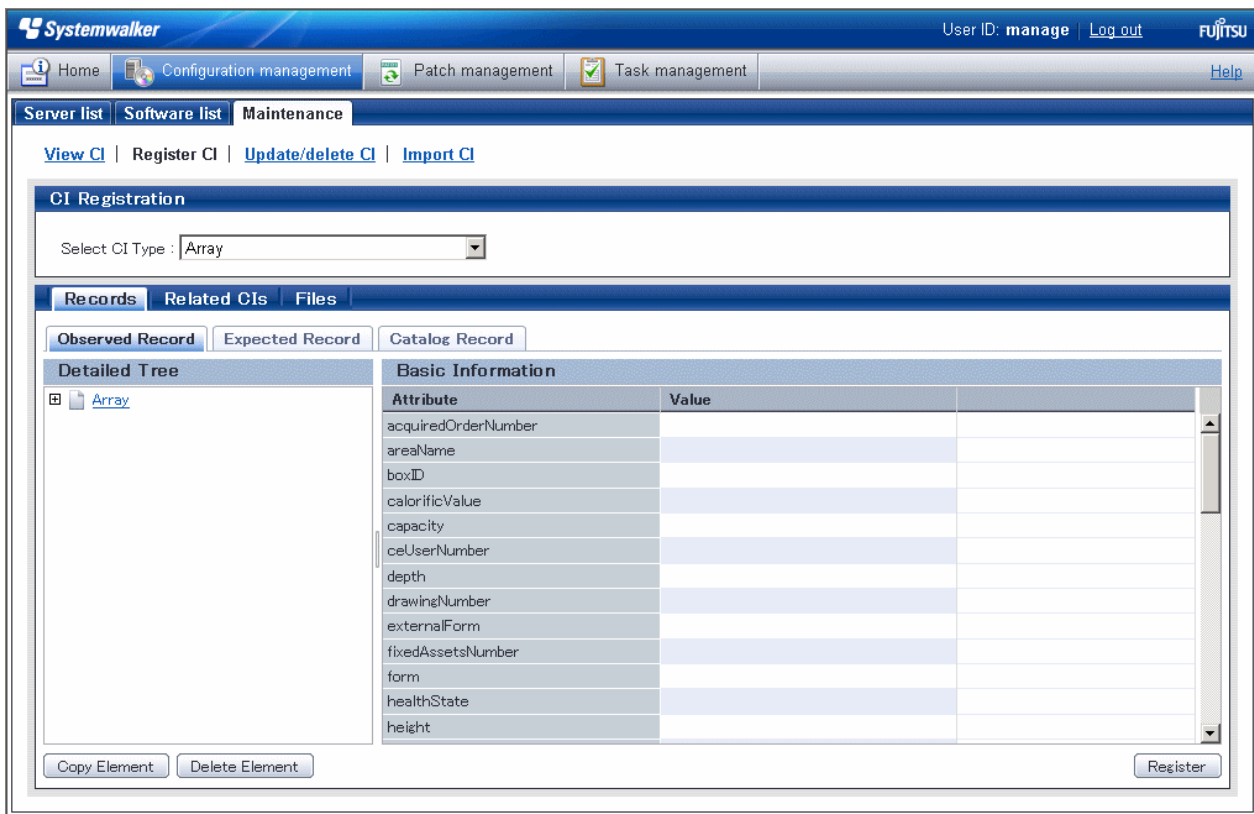 Systemwalker User ID: manage | Log out FUJITSU
Home Configuration management Patch management Task management Help
Server list Software list Maintenance
View CI | Register CI | Update/delete CI | Import CI
CI Registration
Select CI Type : Array
Records Related CIs Files
Observed Record Expected Record Catalog Record
Detailed Tree Basic Information
Array Attribute Value
acquiredOrderNumber
areaName
boxID
calorificValue
capacity
ceUserNumber
depth
drawingNumber
externalForm
fixedAssetsNumber
form
healthState
height
Copy Element Delete Element Register